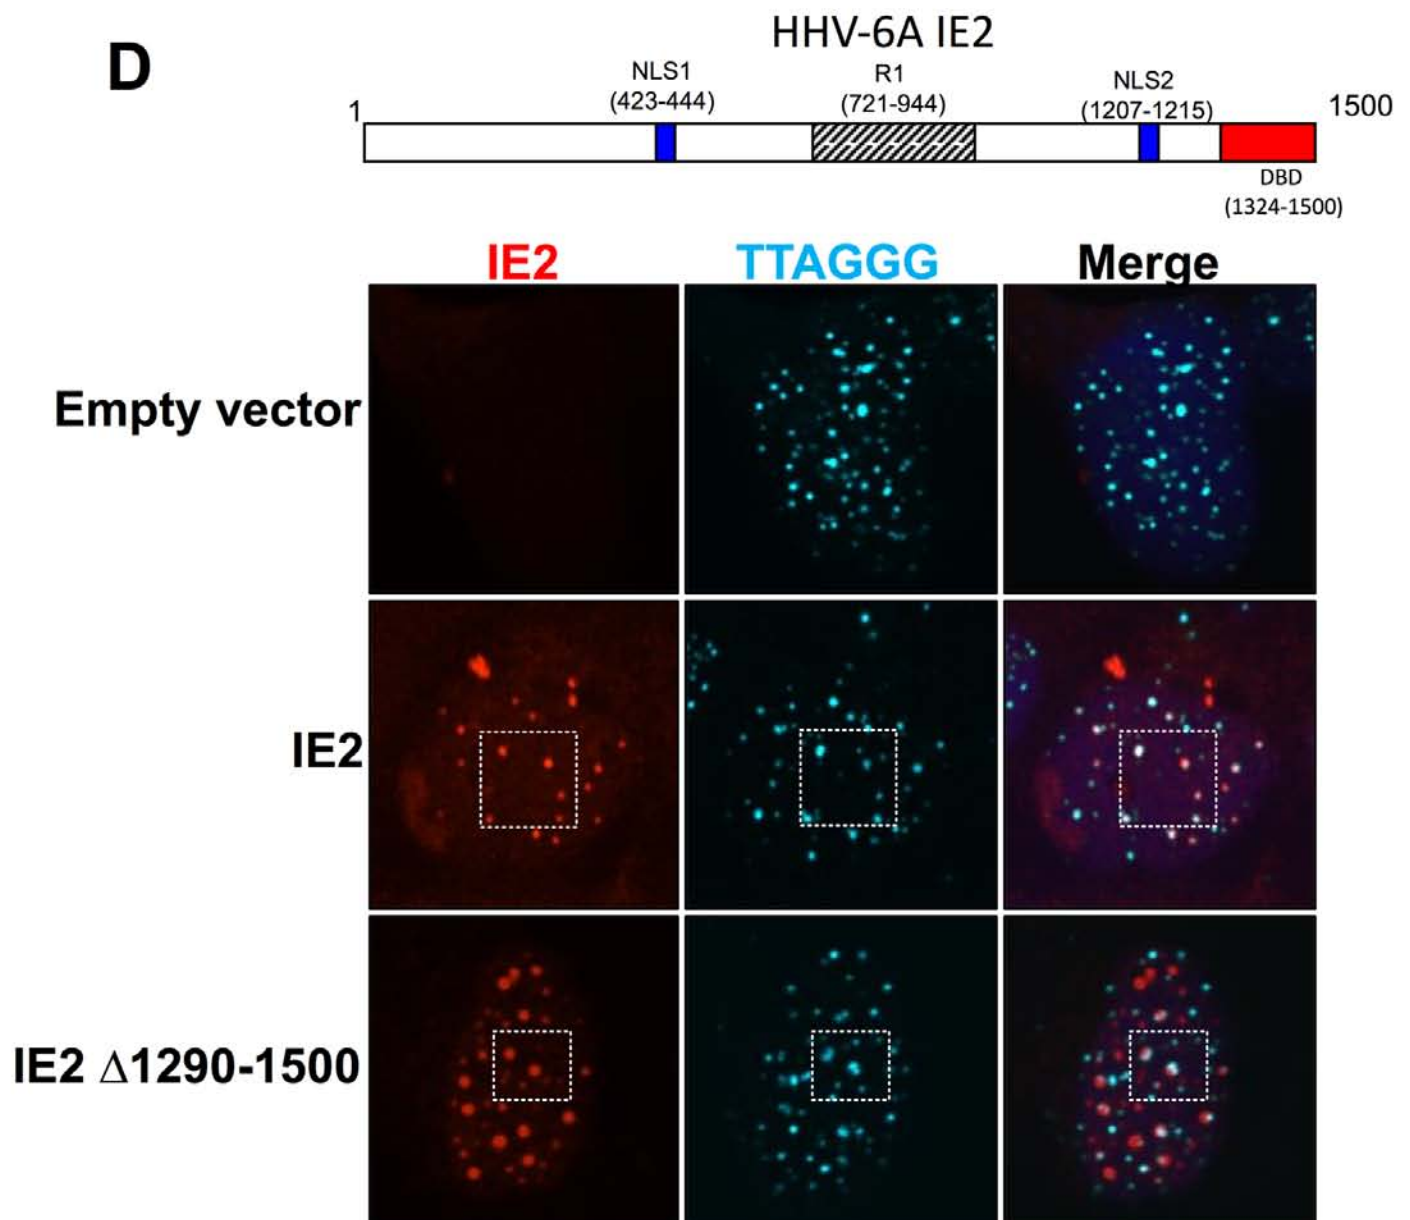 D
HHV-6A IE2
NLS1
(423-444)
R1
(721-944)
NLS2
(1207-1215)
1
1500
DBD
(1324-1500)
IE2
TTAGGG
Merge
Empty vector
IE2
IE2 Δ1290-1500